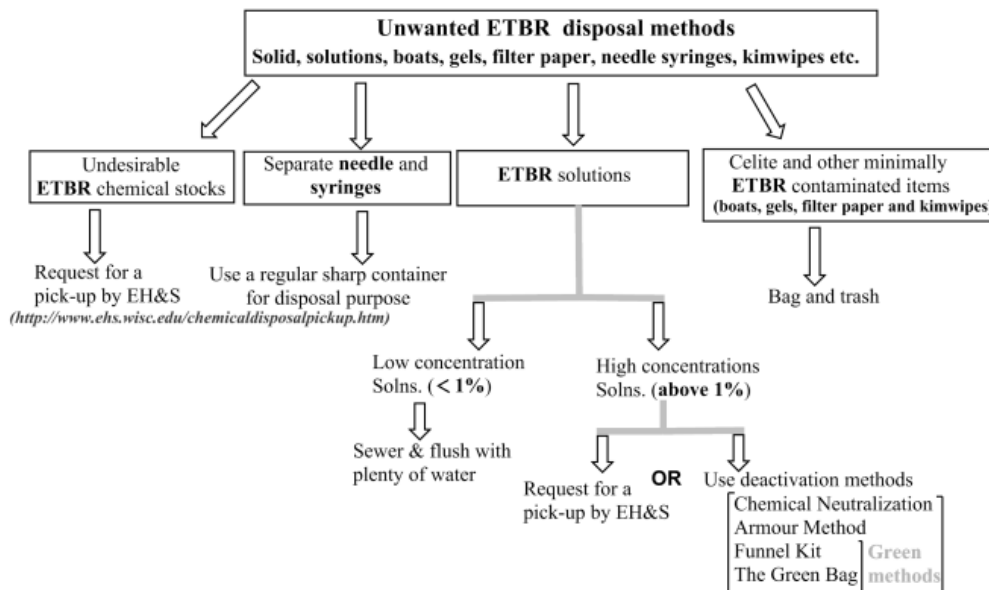 Unwanted ETBR disposal methods
Solid, solutions, boats, gels, filter paper, needle syringes, kimwipes etc.
Undesirable
ETBR chemical stocks
Separate needle and
syringes
ETBR solutions
Celite and other minimally
ETBR contaminated items
(boats, gels, filter paper and kimwipes)
Request for a
pick-up by EH&S
(http://www.ehs.wisc.edu/chemicaldisposalpickup.htm)
Use a regular sharp container
for disposal purpose
Bag and trash
Low concentration
Solns. (< 1%)
High concentrations
Solns. (above 1%)
Sewer & flush with
plenty of water
Request for a
pick-up by EH&S
OR
Use deactivation methods
Chemical Neutralization
Armour Method
Funnel Kit
The Green Bag
Green
methods